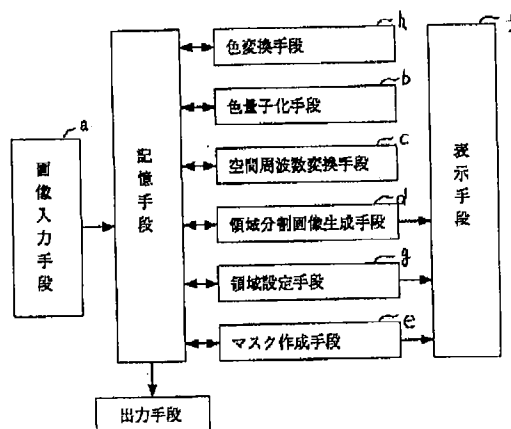 h
色変換手段
b
色量子化手段
c
空間周波数変換手段
d
領域分割画像生成手段
g
領域設定手段
e
マスク作成手段
a
画像入力手段
記憶手段
f
表示手段
出力手段